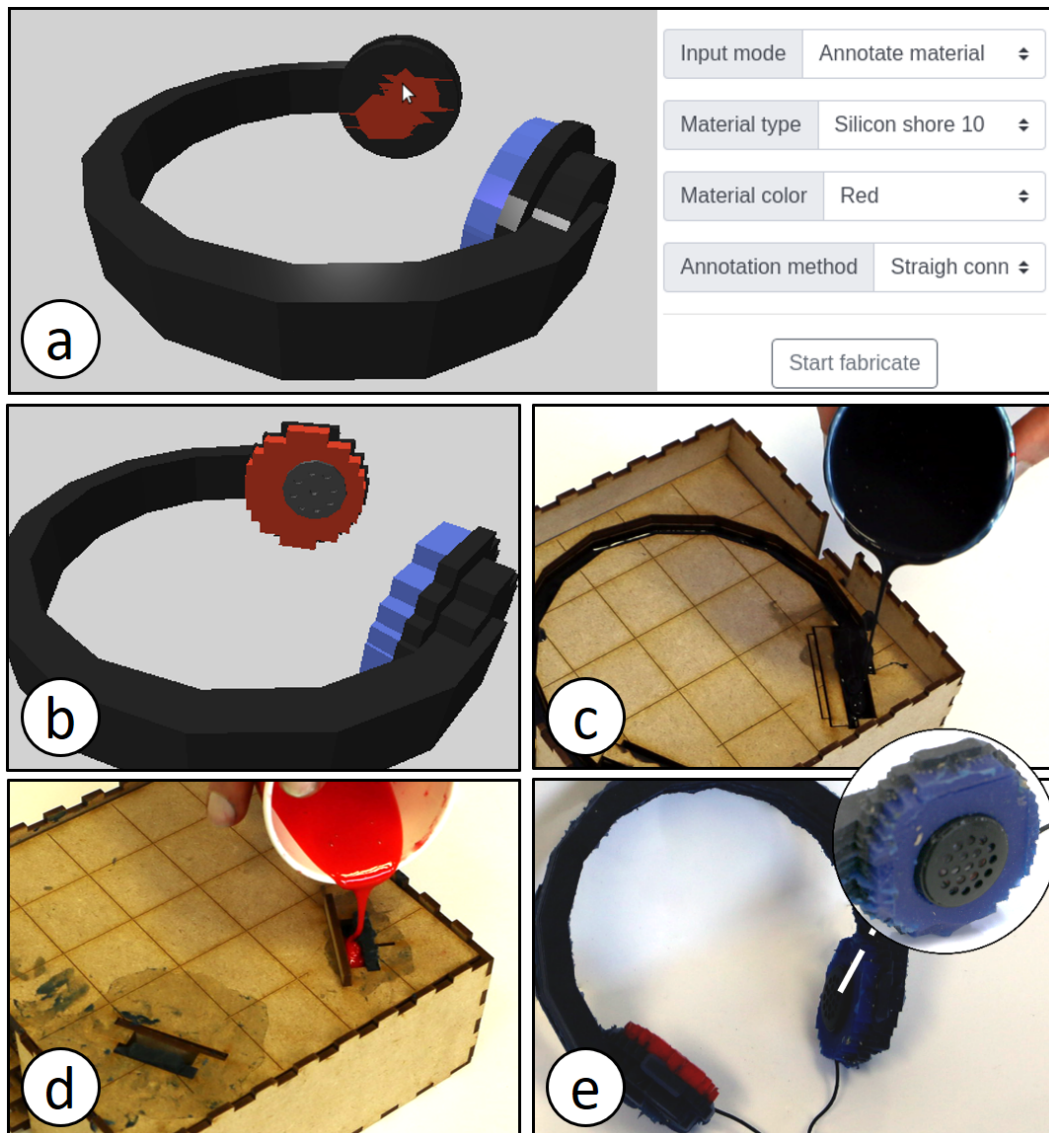 Input mode Annotate material
Material type Silicon shore 10
Material color Red
Annotation method Straigh conn
Start fabricate
a
b
c
d
e